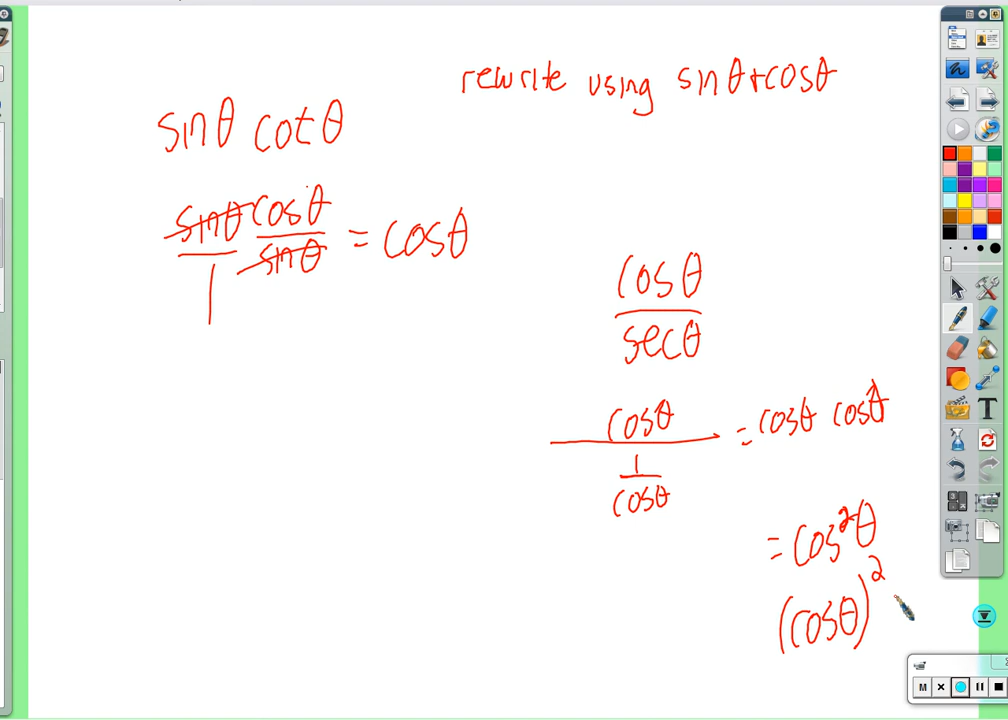 rewrite using sinθ+cosθ
sinθ cotθ
sinθ/1 cosθ/sinθ = cosθ
cosθ/secθ
cosθ/(1/cosθ) = cosθ cosθ
= cos²θ
(cosθ)²
T
M